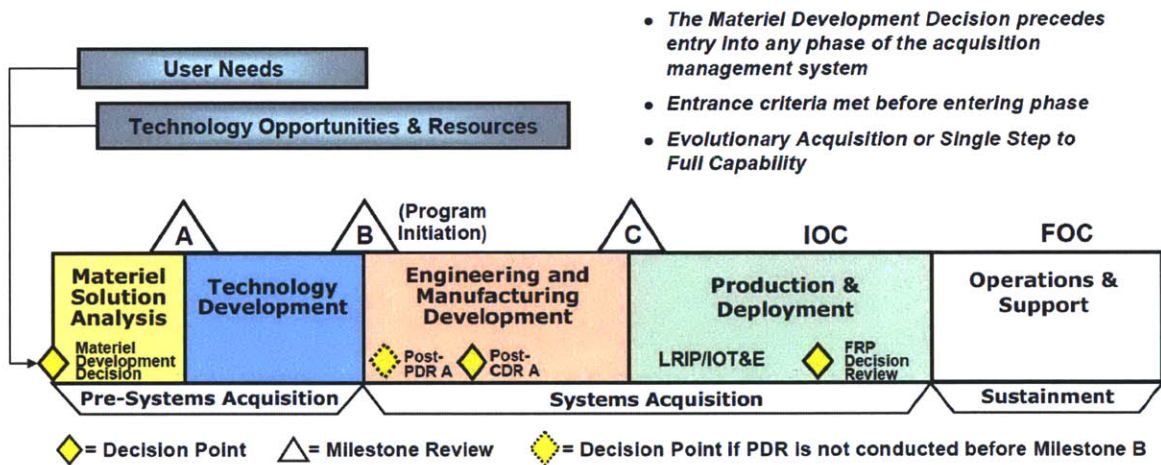 User Needs
Technology Opportunities & Resources
• The Materiel Development Decision precedes
entry into any phase of the acquisition
management system
• Entrance criteria met before entering phase
• Evolutionary Acquisition or Single Step to
Full Capability
A
B
(Program
Initiation)
C
IOC
FOC
Materiel
Solution
Analysis
Technology
Development
Engineering and
Manufacturing
Development
Production &
Deployment
Operations &
Support
Materiel
Development
Decision
Post-
PDR A
Post-
CDR A
LRIP/IOT&E
FRP
Decision
Review
Pre-Systems Acquisition
Systems Acquisition
Sustainment
= Decision Point
= Milestone Review
= Decision Point if PDR is not conducted before Milestone B